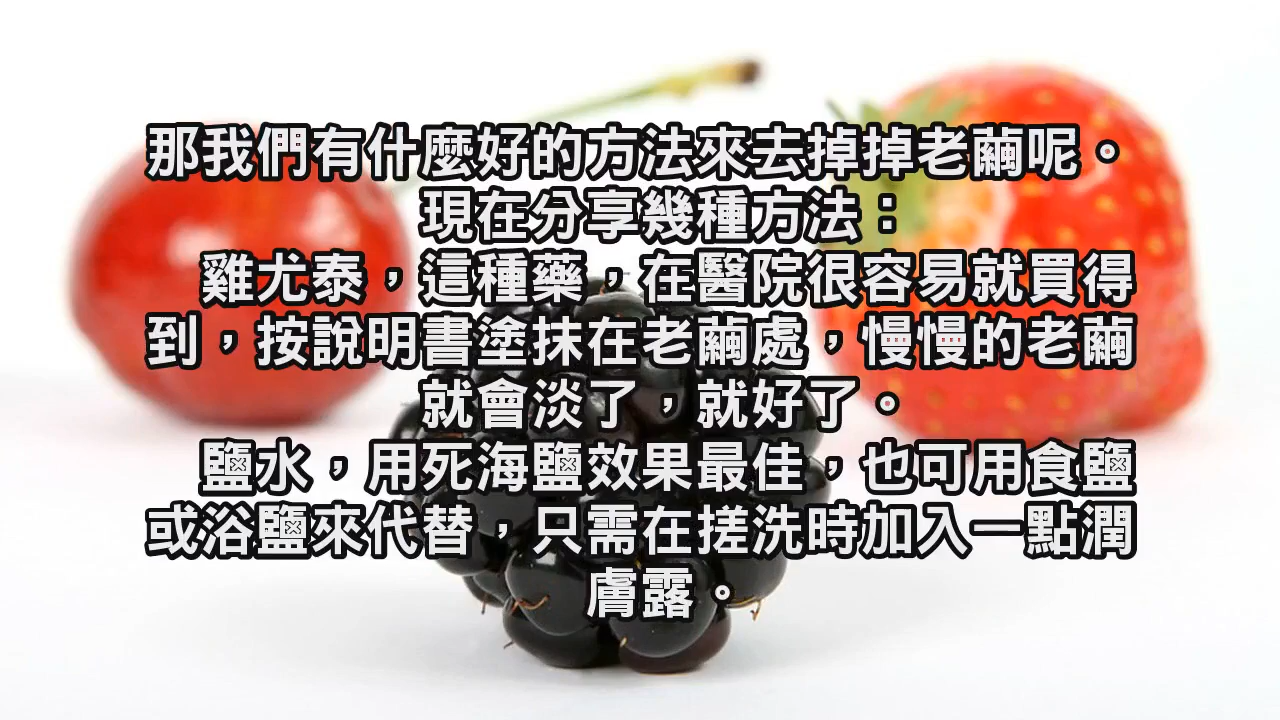 那我們有什麼好的方法來去掉掉老繭呢。
現在分享幾種方法：
雞尤泰，這種藥，在醫院很容易就買得
到，按說明書塗抹在老繭處，慢慢的老繭
就會淡了，就好了。
鹽水，用死海鹽效果最佳，也可用食鹽
或浴鹽來代替，只需在搓洗時加入一點潤
膚露。